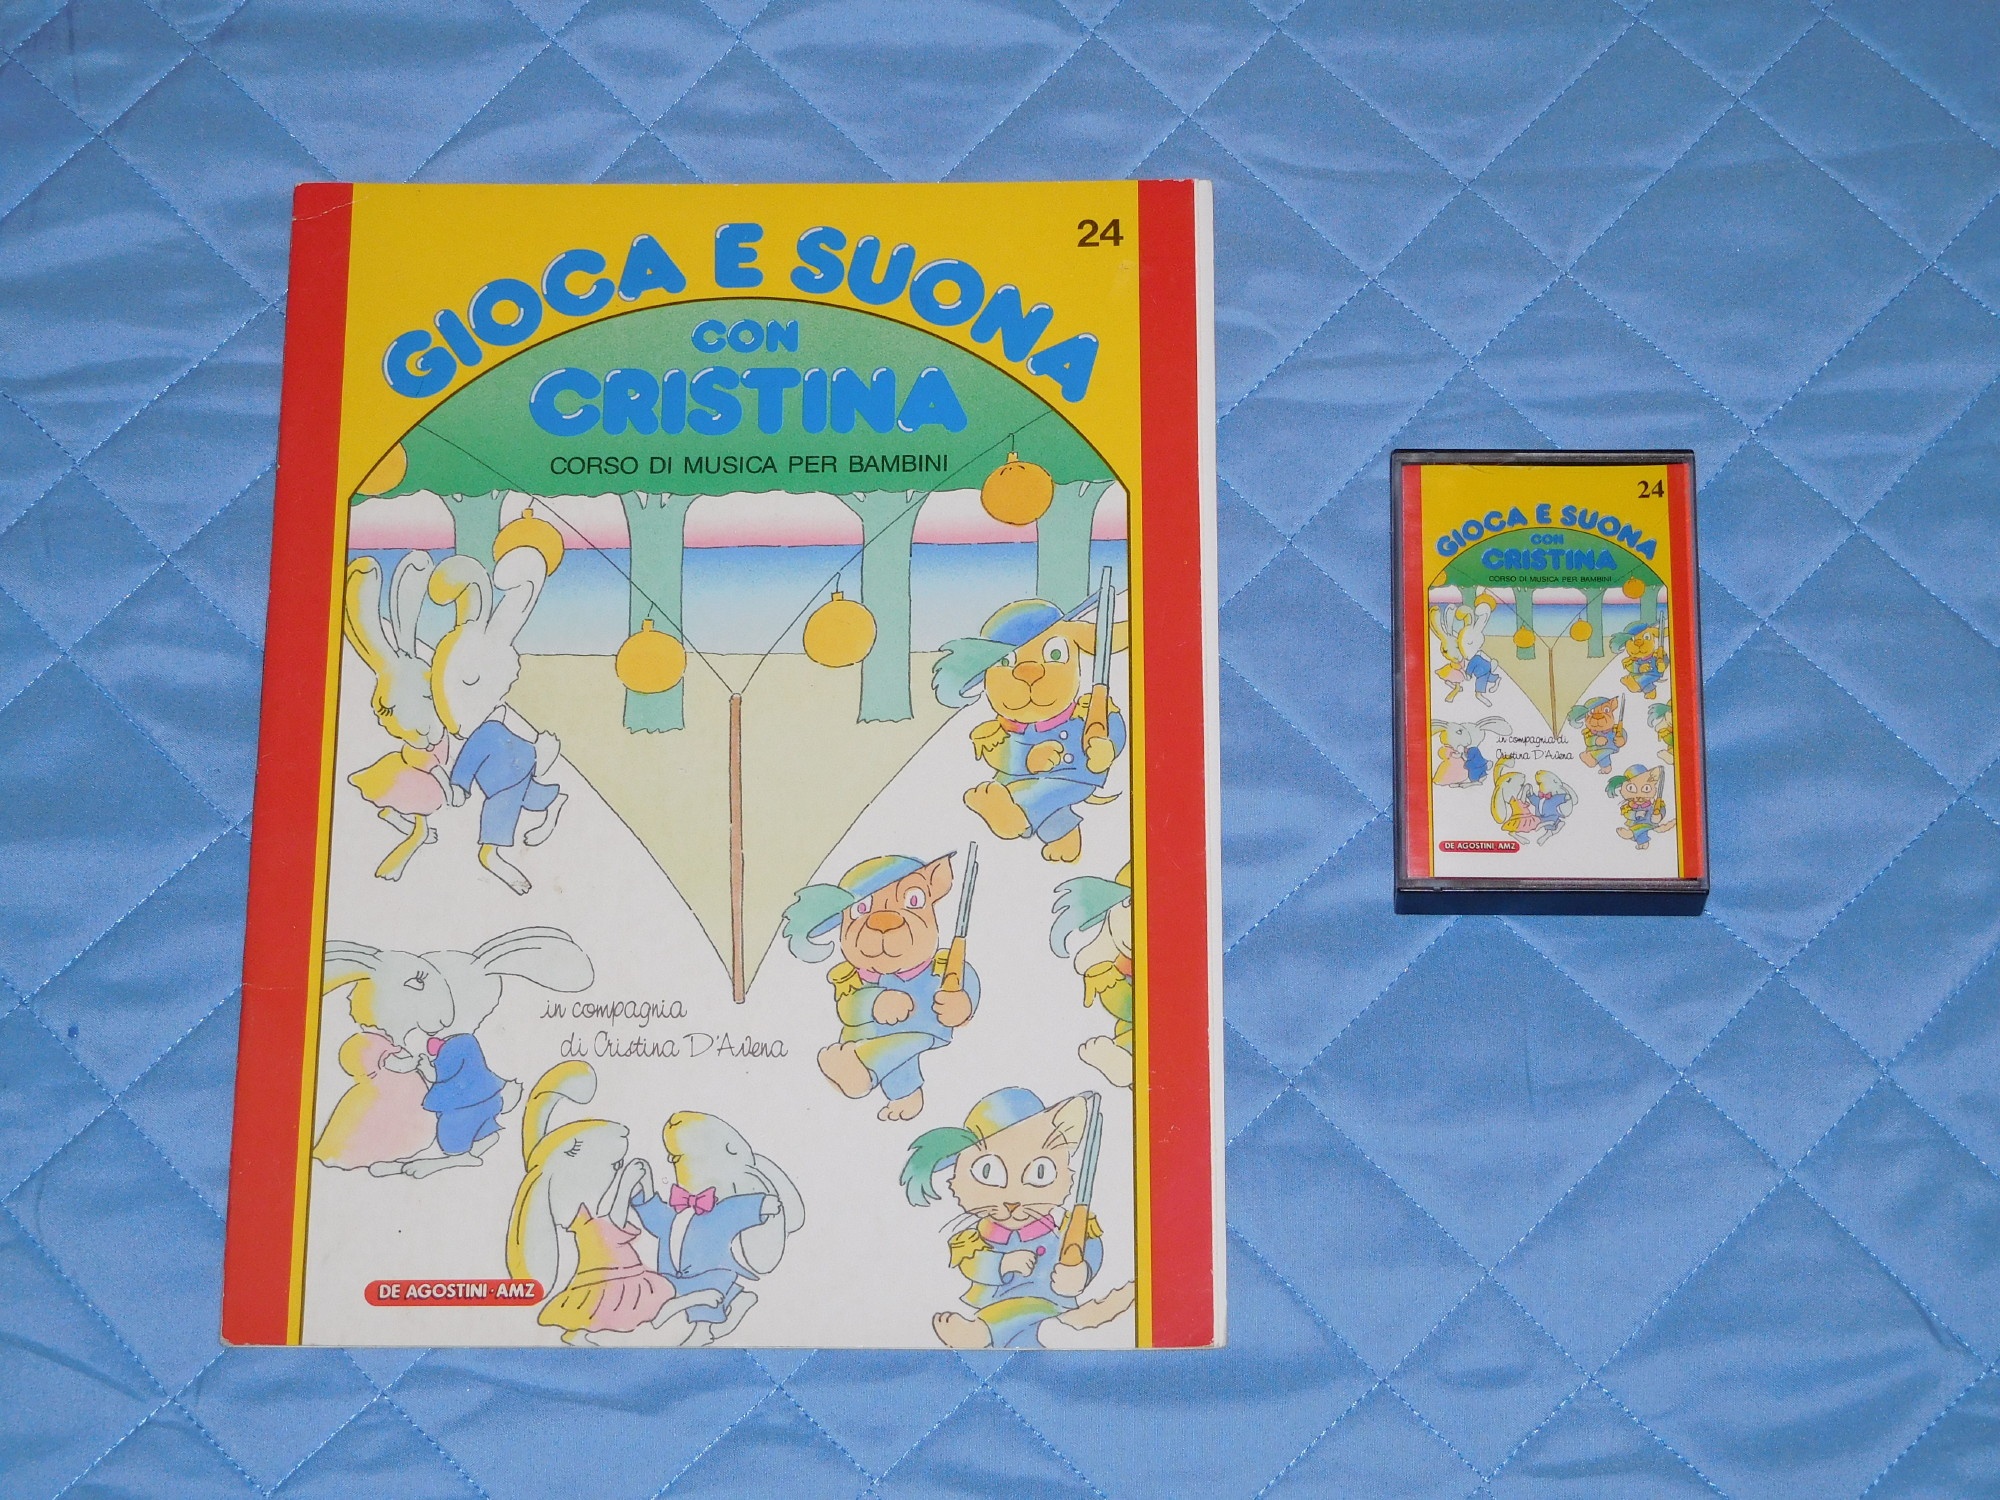 24
GIOCA E SUONA
CON
CRISTINA
CORSO DI MUSICA PER BAMBINI
in compagnia
di Cristina D'Avena
DE AGOSTINI·AMZ
24
GIOCA E SUONA
CON
CRISTINA
CORSO DI MUSICA PER BAMBINI
in compagnia di
Cristina D'Avena
DE AGOSTINI·AMZ